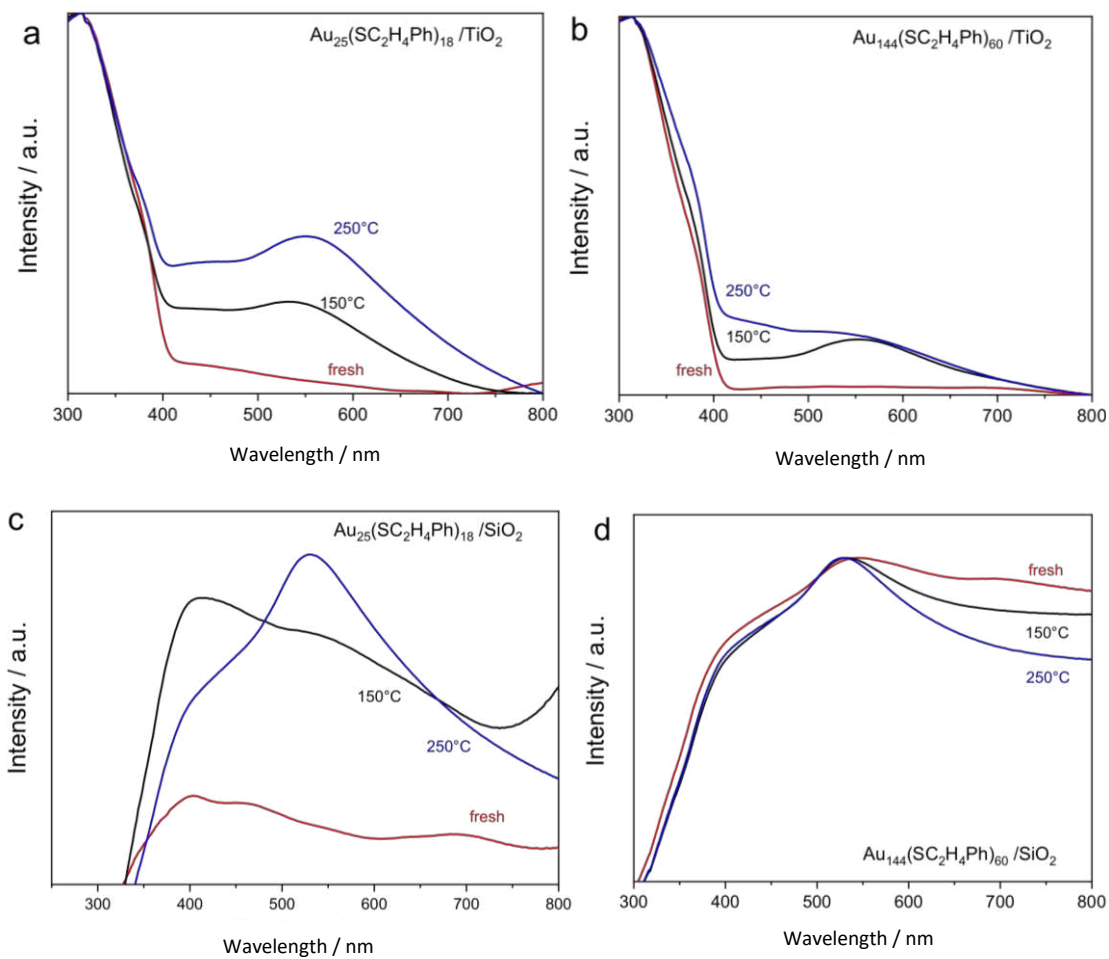 a
Au₂₅(SC₂H₄Ph)₁₈ /TiO₂
Intensity / a.u.
250°C
150°C
fresh
300 400 500 600 700 800
Wavelength / nm
b
Au₁₄₄(SC₂H₄Ph)₆₀ /TiO₂
Intensity / a.u.
250°C
150°C
fresh
300 400 500 600 700 800
Wavelength / nm
c
Au₂₅(SC₂H₄Ph)₁₈ /SiO₂
Intensity / a.u.
150°C
250°C
fresh
300 400 500 600 700 800
Wavelength / nm
d
Intensity / a.u.
fresh
150°C
250°C
Au₁₄₄(SC₂H₄Ph)₆₀ /SiO₂
300 400 500 600 700 800
Wavelength / nm